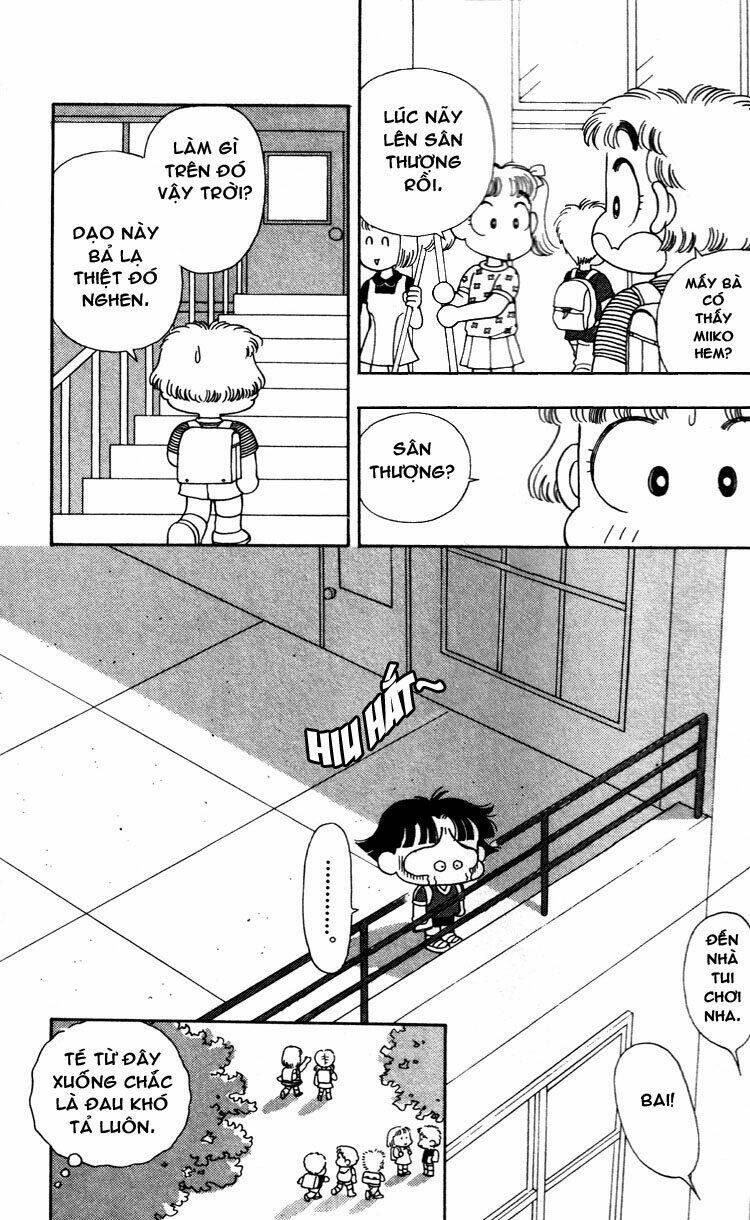 MẤY BÀ
CÓ
THẤY
MIIKO
HEM?
LÚC NÃY
LÊN SÂN
THƯỢNG
RỒI.
SÂN
THƯỢNG?
LÀM GÌ
TRÊN ĐÓ
VẬY TRỜI?
DẠO NÀY
BẢ LẠ
THIỆT ĐÓ
NGHEN.
HIU HẮT~
.........
ĐẾN
NHÀ
TUI
CHƠI
NHA.
BAI!
TÉ TỪ ĐÂY
XUỐNG CHẮC
LÀ ĐAU KHÓ
TẢ LUÔN.